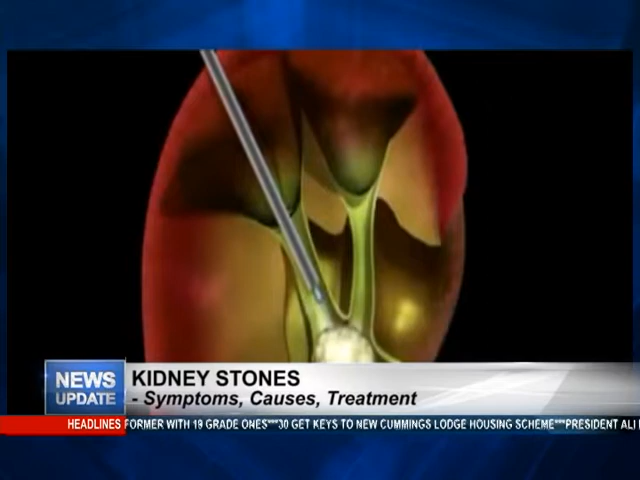 NEWS
UPDATE
KIDNEY STONES
- Symptoms, Causes, Treatment
HEADLINES FORMER WITH 19 GRADE ONES***30 GET KEYS TO NEW CUMMINGS LODGE HOUSING SCHEME***PRESIDENT ALI